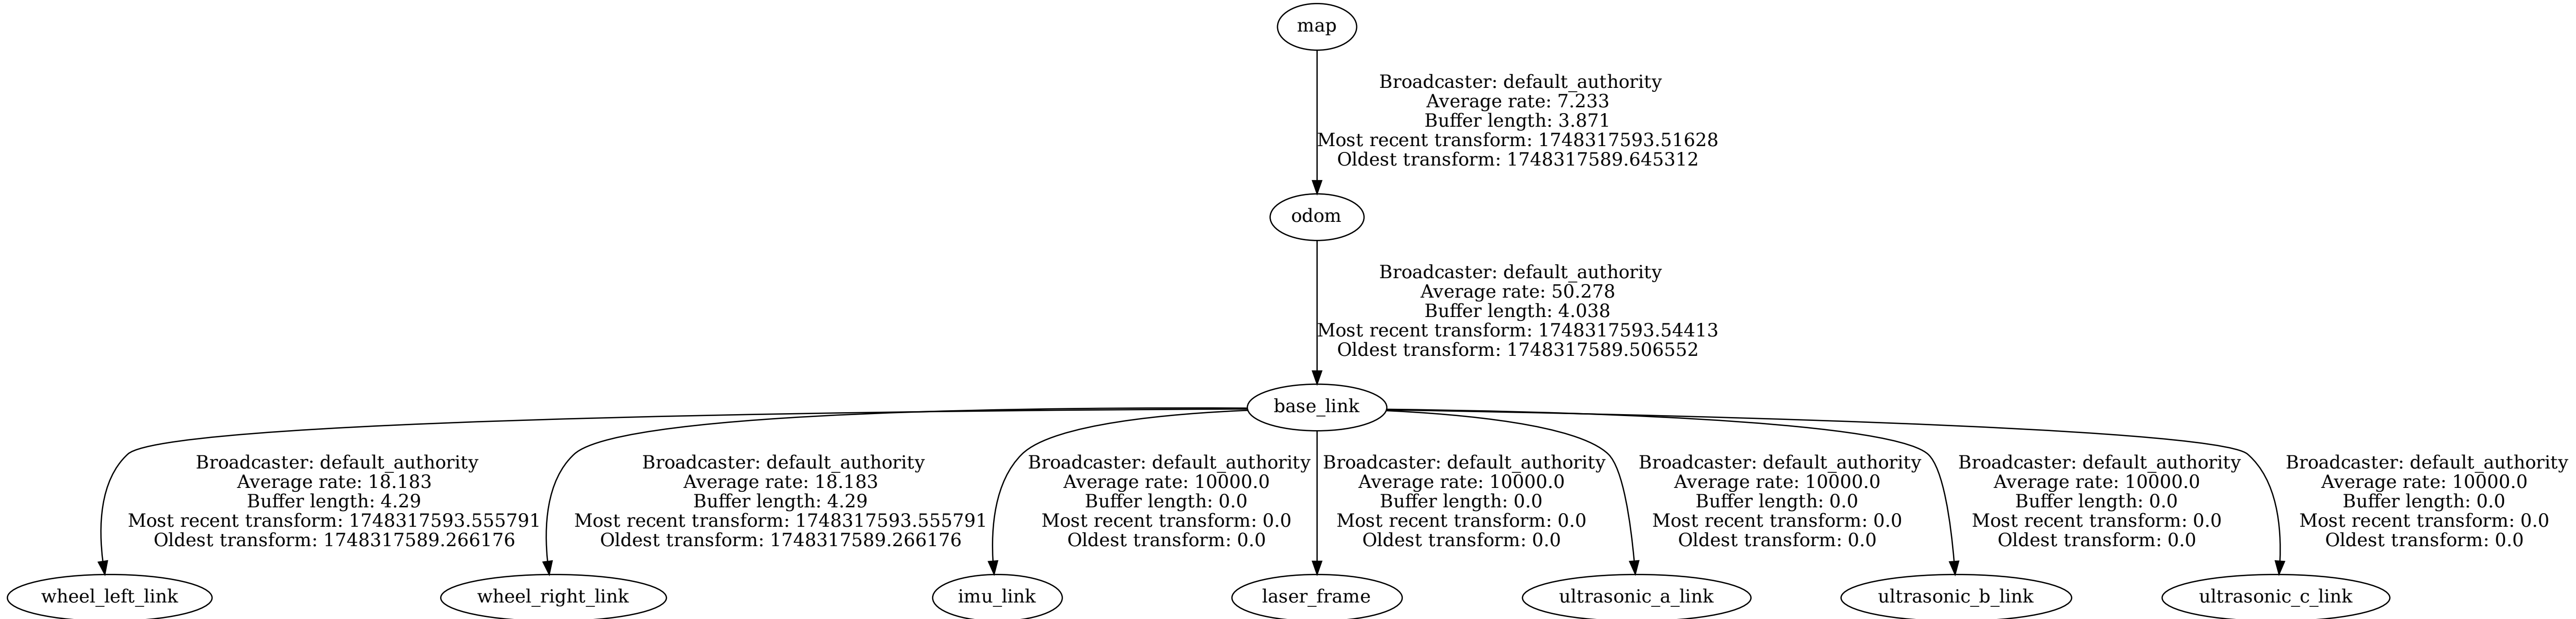 map
Broadcaster: default_authority
Average rate: 7.233
Buffer length: 3.871
Most recent transform: 1748317593.51628
Oldest transform: 1748317589.645312
odom
Broadcaster: default_authority
Average rate: 50.278
Buffer length: 4.038
Most recent transform: 1748317593.54413
Oldest transform: 1748317589.506552
base_link
Broadcaster: default_authority
Average rate: 18.183
Buffer length: 4.29
Most recent transform: 1748317593.555791
Oldest transform: 1748317589.266176
Broadcaster: default_authority
Average rate: 18.183
Buffer length: 4.29
Most recent transform: 1748317593.555791
Oldest transform: 1748317589.266176
Broadcaster: default_authority
Average rate: 10000.0
Buffer length: 0.0
Most recent transform: 0.0
Oldest transform: 0.0
Broadcaster: default_authority
Average rate: 10000.0
Buffer length: 0.0
Most recent transform: 0.0
Oldest transform: 0.0
Broadcaster: default_authority
Average rate: 10000.0
Buffer length: 0.0
Most recent transform: 0.0
Oldest transform: 0.0
Broadcaster: default_authority
Average rate: 10000.0
Buffer length: 0.0
Most recent transform: 0.0
Oldest transform: 0.0
Broadcaster: default_authority
Average rate: 10000.0
Buffer length: 0.0
Most recent transform: 0.0
Oldest transform: 0.0
wheel_left_link
wheel_right_link
imu_link
laser_frame
ultrasonic_a_link
ultrasonic_b_link
ultrasonic_c_link